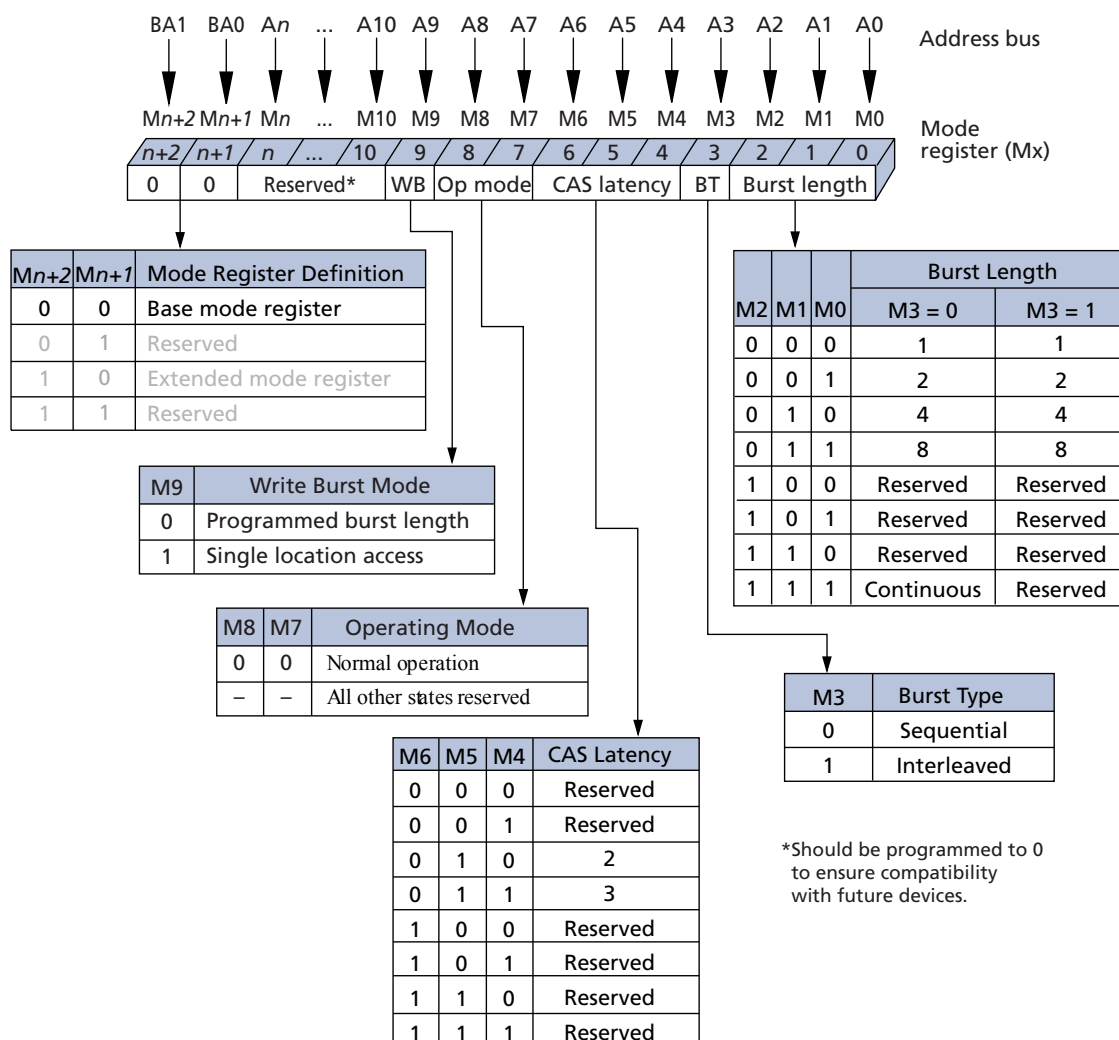 BA1 BA0 An ... A10 A9 A8 A7 A6 A5 A4 A3 A2 A1 A0 Address bus
Mn+2 Mn+1 Mn ... M10 M9 M8 M7 M6 M5 M4 M3 M2 M1 M0 Mode
register (Mx)
n+2 n+1 n ... 10 9 8 7 6 5 4 3 2 1 0
0 0 Reserved* WB Op mode CAS latency BT Burst length
Mn+2 Mn+1 Mode Register Definition
0 0 Base mode register
0 1 Reserved
1 0 Extended mode register
1 1 Reserved
Burst Length
M2 M1 M0 M3 = 0 M3 = 1
0 0 0 1 1
0 0 1 2 2
0 1 0 4 4
0 1 1 8 8
1 0 0 Reserved Reserved
1 0 1 Reserved Reserved
1 1 0 Reserved Reserved
1 1 1 Continuous Reserved
M9 Write Burst Mode
0 Programmed burst length
1 Single location access
M8 M7 Operating Mode
0 0 Normal operation
– – All other states reserved
M3 Burst Type
0 Sequential
1 Interleaved
M6 M5 M4 CAS Latency
0 0 0 Reserved
0 0 1 Reserved
0 1 0 2
0 1 1 3
1 0 0 Reserved
1 0 1 Reserved
1 1 0 Reserved
1 1 1 Reserved
*Should be programmed to 0
to ensure compatibility
with future devices.